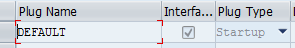 Plug Name Interfa... Plug Type
DEFAULT Startup